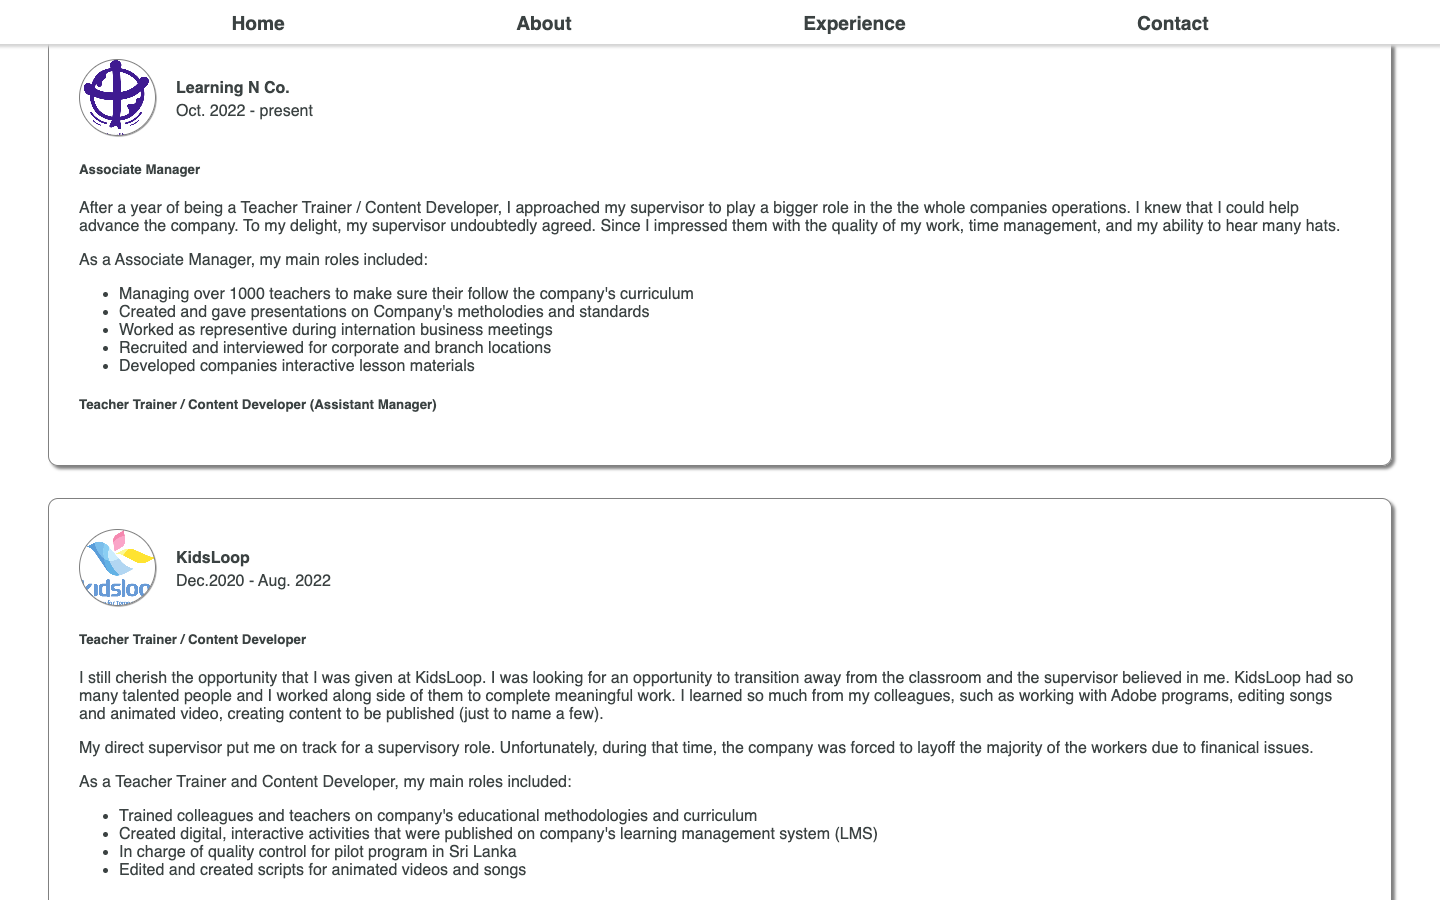 Home About Experience Contact
Learning N Co.
Oct. 2022 - present
Associate Manager
After a year of being a Teacher Trainer / Content Developer, I approached my supervisor to play a bigger role in the the whole companies operations. I knew that I could help
advance the company. To my delight, my supervisor undoubtedly agreed. Since I impressed them with the quality of my work, time management, and my ability to hear many hats.
As a Associate Manager, my main roles included:
• Managing over 1000 teachers to make sure their follow the company's curriculum
• Created and gave presentations on Company's metholodies and standards
• Worked as representive during internation business meetings
• Recruited and interviewed for corporate and branch locations
• Developed companies interactive lesson materials
Teacher Trainer / Content Developer (Assistant Manager)
kidsloop
KidsLoop
Dec.2020 - Aug. 2022
Teacher Trainer / Content Developer
I still cherish the opportunity that I was given at KidsLoop. I was looking for an opportunity to transition away from the classroom and the supervisor believed in me. KidsLoop had so
many talented people and I worked along side of them to complete meaningful work. I learned so much from my colleagues, such as working with Adobe programs, editing songs
and animated video, creating content to be published (just to name a few).
My direct supervisor put me on track for a supervisory role. Unfortunately, during that time, the company was forced to layoff the majority of the workers due to finanical issues.
As a Teacher Trainer and Content Developer, my main roles included:
• Trained colleagues and teachers on company's educational methodologies and curriculum
• Created digital, interactive activities that were published on company's learning management system (LMS)
• In charge of quality control for pilot program in Sri Lanka
• Edited and created scripts for animated videos and songs